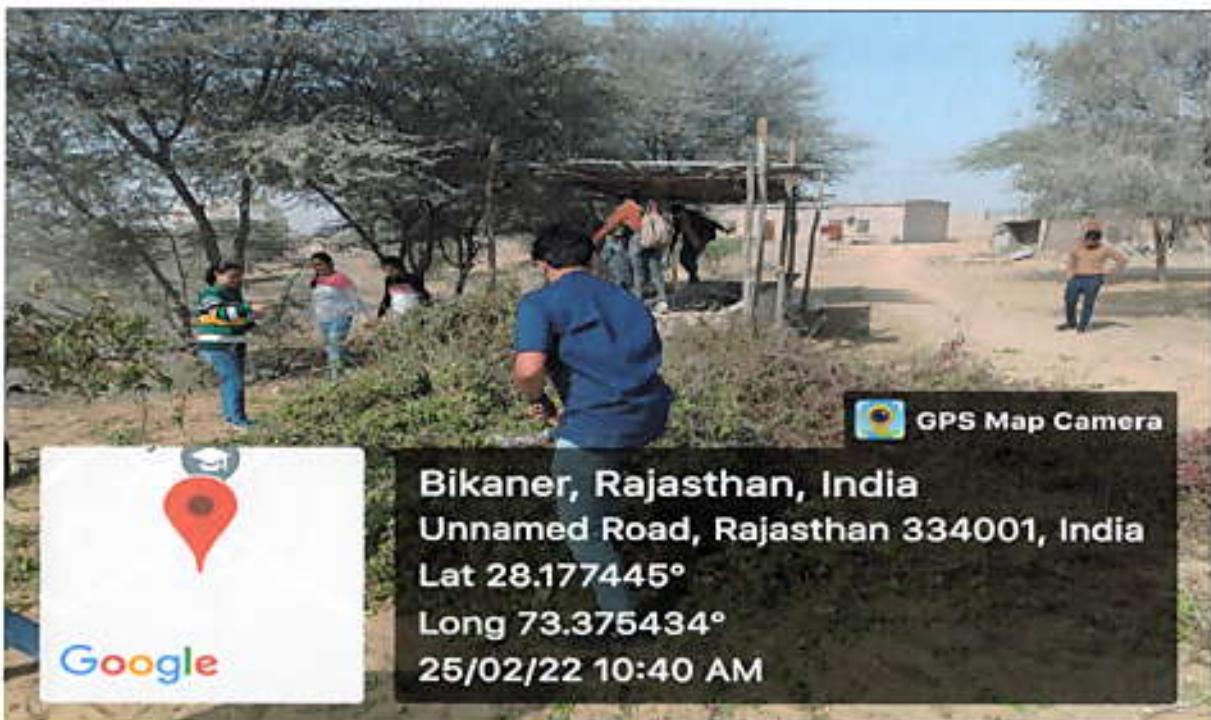 GPS Map Camera
Bikaner, Rajasthan, India
Unnamed Road, Rajasthan 334001, India
Lat 28.177445°
Long 73.375434°
25/02/22 10:40 AM
Google